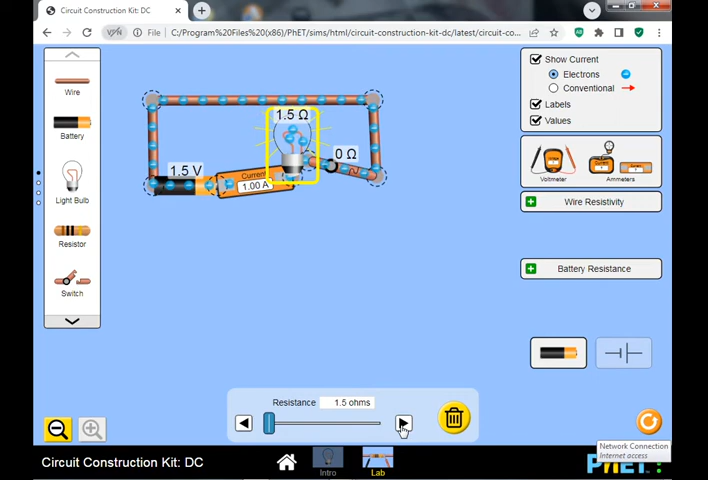 Circuit Construction Kit: DC
VPN
File | C:/Program Files%20(x86)/PhET/sims/html/circuit-construction-kit-dc/latest/circuit-co...
Wire
Battery
Light Bulb
Resistor
Switch
1.5 Ω
0 Ω
1.5 V
Current
1.00 A
Show Current
Electrons
Conventional
Labels
Values
Voltmeter
Ammeters
Wire Resistivity
Battery Resistance
Resistance
1.5 ohms
Network Connection
Internet access
Circuit Construction Kit: DC
Intro
Lab
PhET